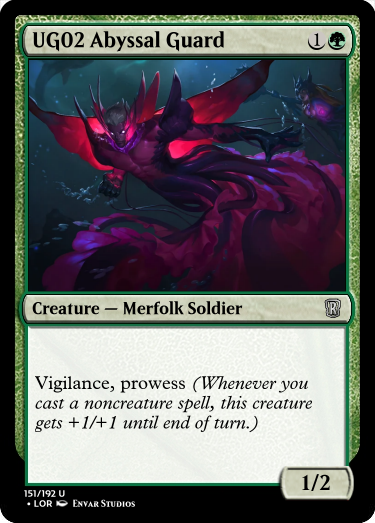 UG02 Abyssal Guard 1
Creature — Merfolk Soldier
Vigilance, prowess (Whenever you
cast a noncreature spell, this creature
gets +1/+1 until end of turn.)
1/2
151/192 U
• LOR Envar Studios